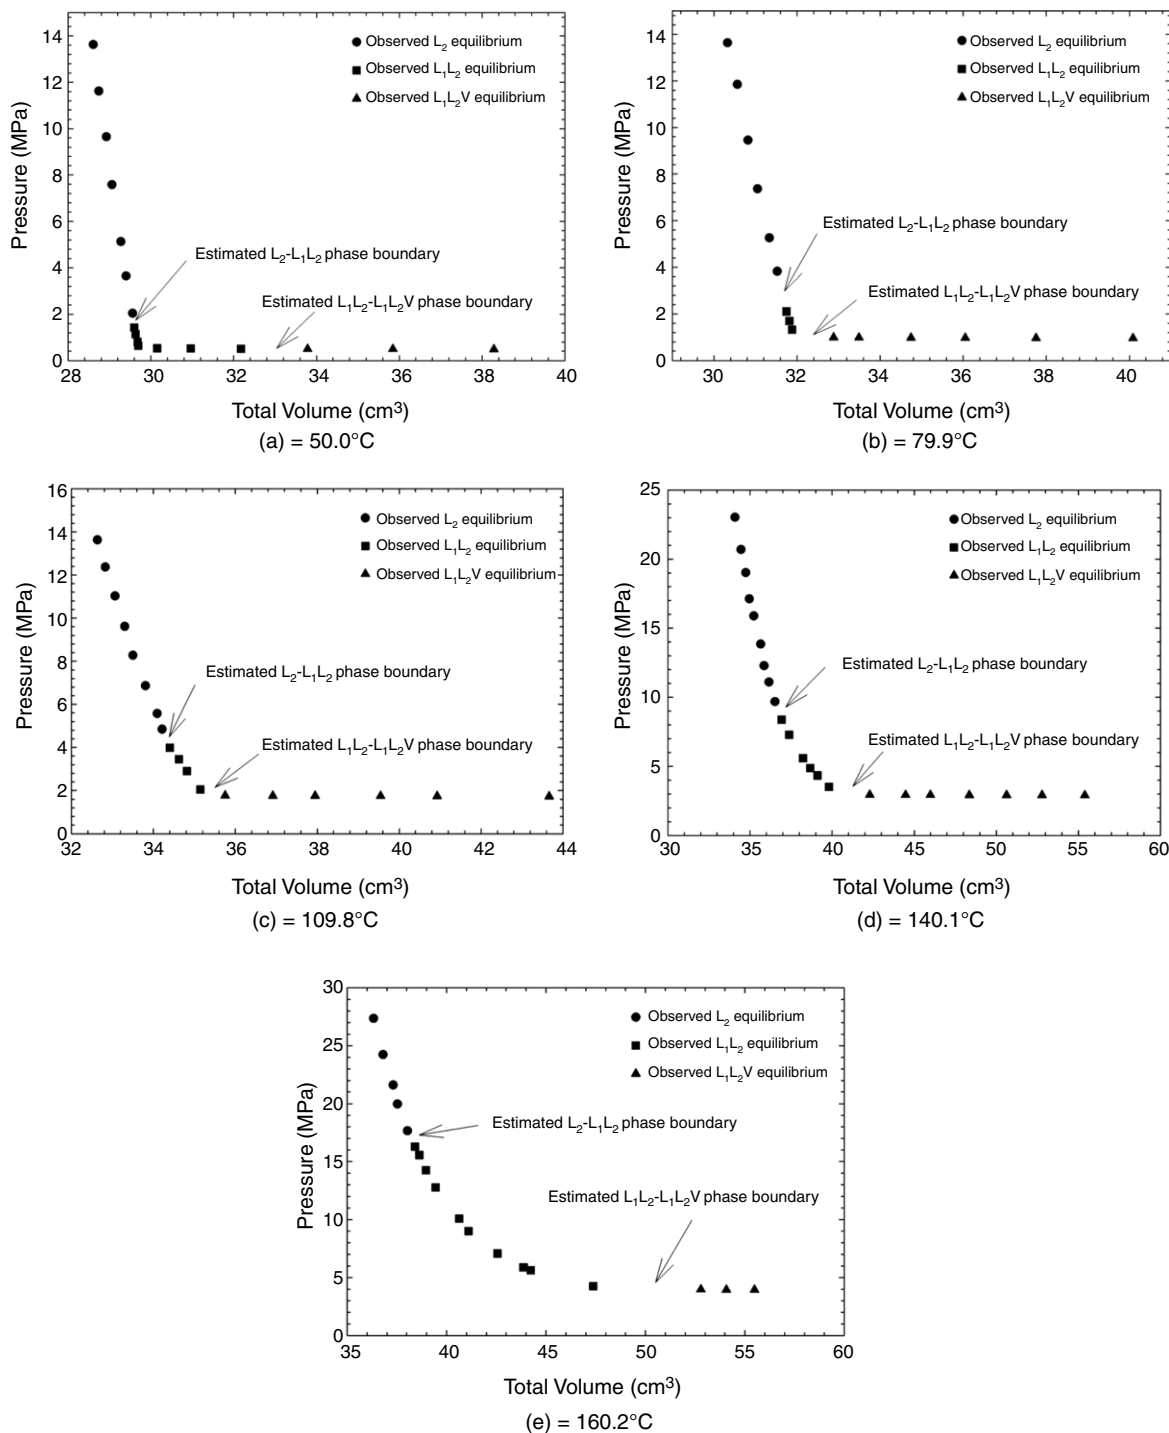 Pressure (MPa)
14
12
10
8
6
4
2
0
28 30 32 34 36 38 40
Observed L₂ equilibrium
Observed L₁L₂ equilibrium
Observed L₁L₂V equilibrium
Estimated L₂-L₁L₂ phase boundary
Estimated L₁L₂-L₁L₂V phase boundary
Total Volume (cm³)
(a) = 50.0°C
Pressure (MPa)
14
12
10
8
6
4
2
0
30 32 34 36 38 40
Observed L₂ equilibrium
Observed L₁L₂ equilibrium
Observed L₁L₂V equilibrium
Estimated L₂-L₁L₂ phase boundary
Estimated L₁L₂-L₁L₂V phase boundary
Total Volume (cm³)
(b) = 79.9°C
Pressure (MPa)
16
14
12
10
8
6
4
2
0
32 34 36 38 40 42 44
Observed L₂ equilibrium
Observed L₁L₂ equilibrium
Observed L₁L₂V equilibrium
Estimated L₂-L₁L₂ phase boundary
Estimated L₁L₂-L₁L₂V phase boundary
Total Volume (cm³)
(c) = 109.8°C
Pressure (MPa)
25
20
15
10
5
0
30 35 40 45 50 55 60
Observed L₂ equilibrium
Observed L₁L₂ equilibrium
Observed L₁L₂V equilibrium
Estimated L₂-L₁L₂ phase boundary
Estimated L₁L₂-L₁L₂V phase boundary
Total Volume (cm³)
(d) = 140.1°C
Pressure (MPa)
30
25
20
15
10
5
0
35 40 45 50 55 60
Observed L₂ equilibrium
Observed L₁L₂ equilibrium
Observed L₁L₂V equilibrium
Estimated L₂-L₁L₂ phase boundary
Estimated L₁L₂-L₁L₂V phase boundary
Total Volume (cm³)
(e) = 160.2°C